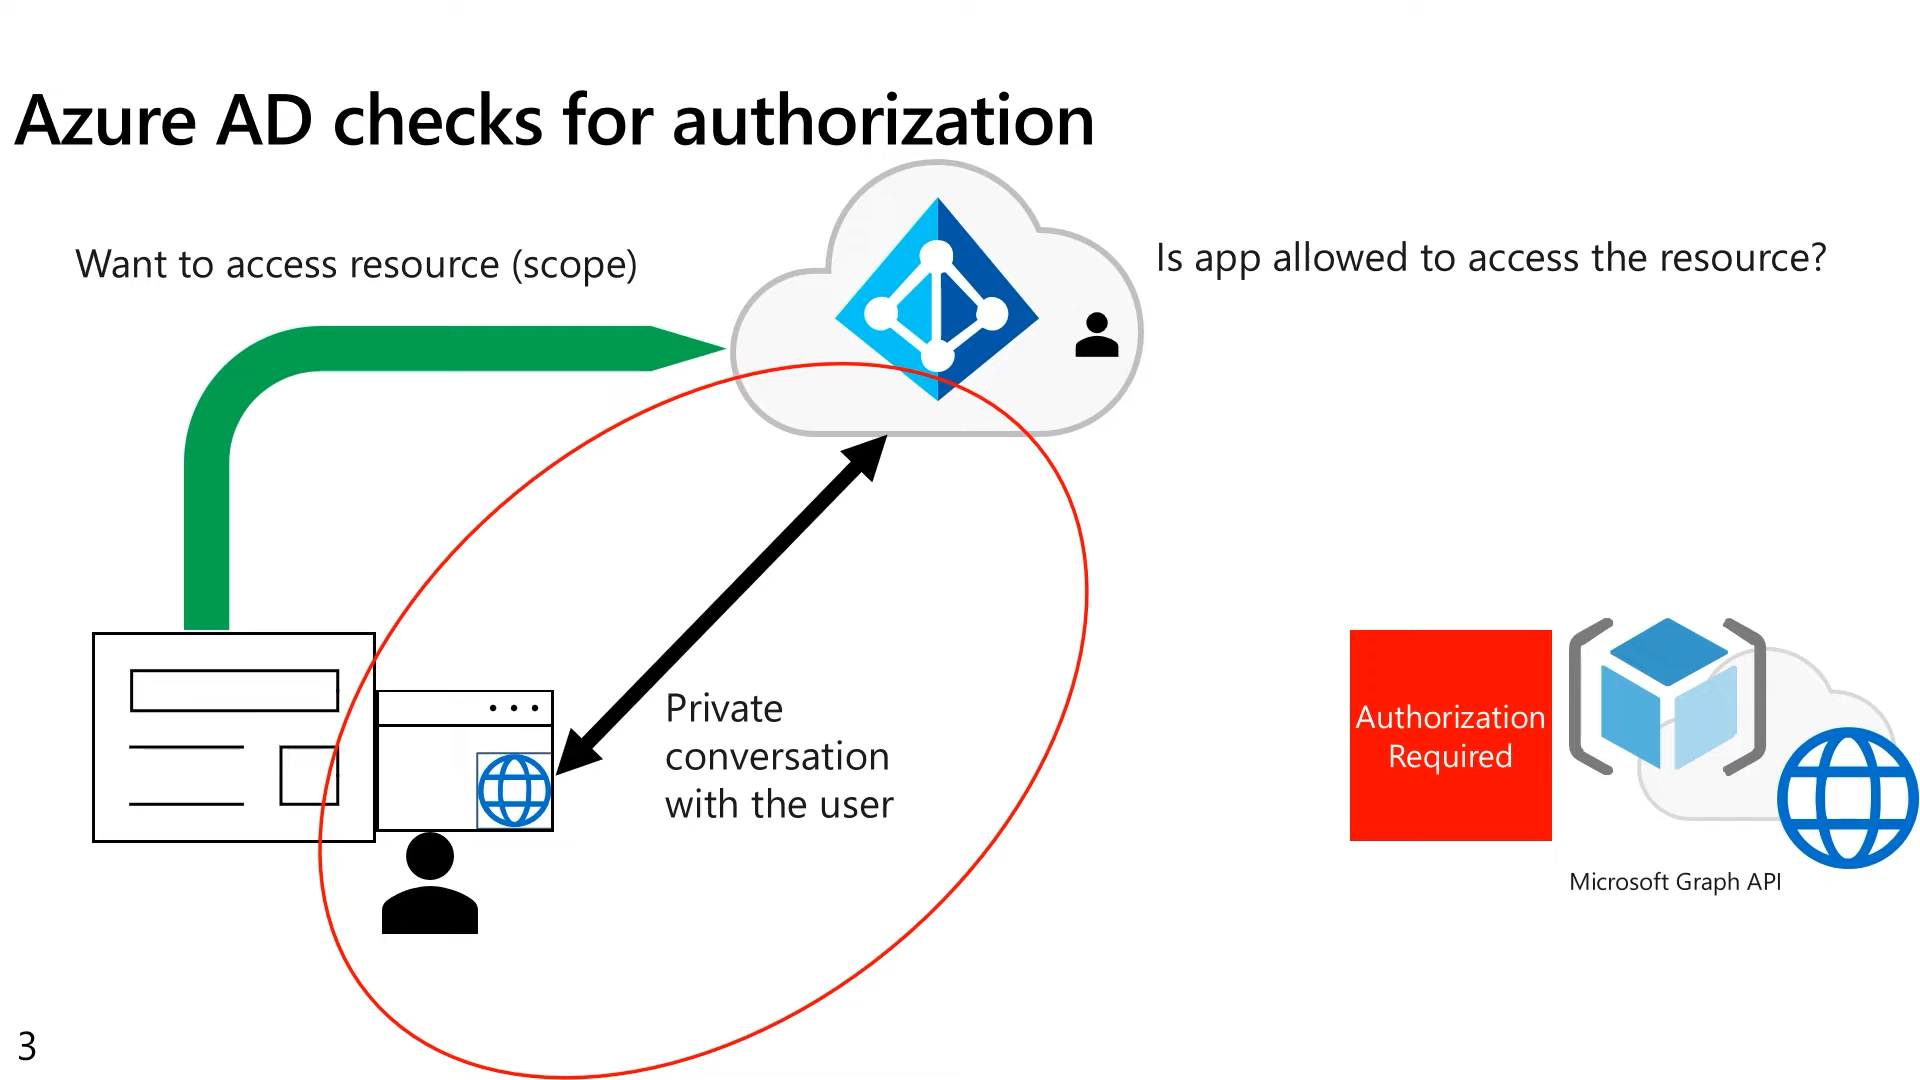 Azure AD checks for authorization
Want to access resource (scope)
Is app allowed to access the resource?
Private
conversation
with the user
Authorization
Required
Microsoft Graph API
3